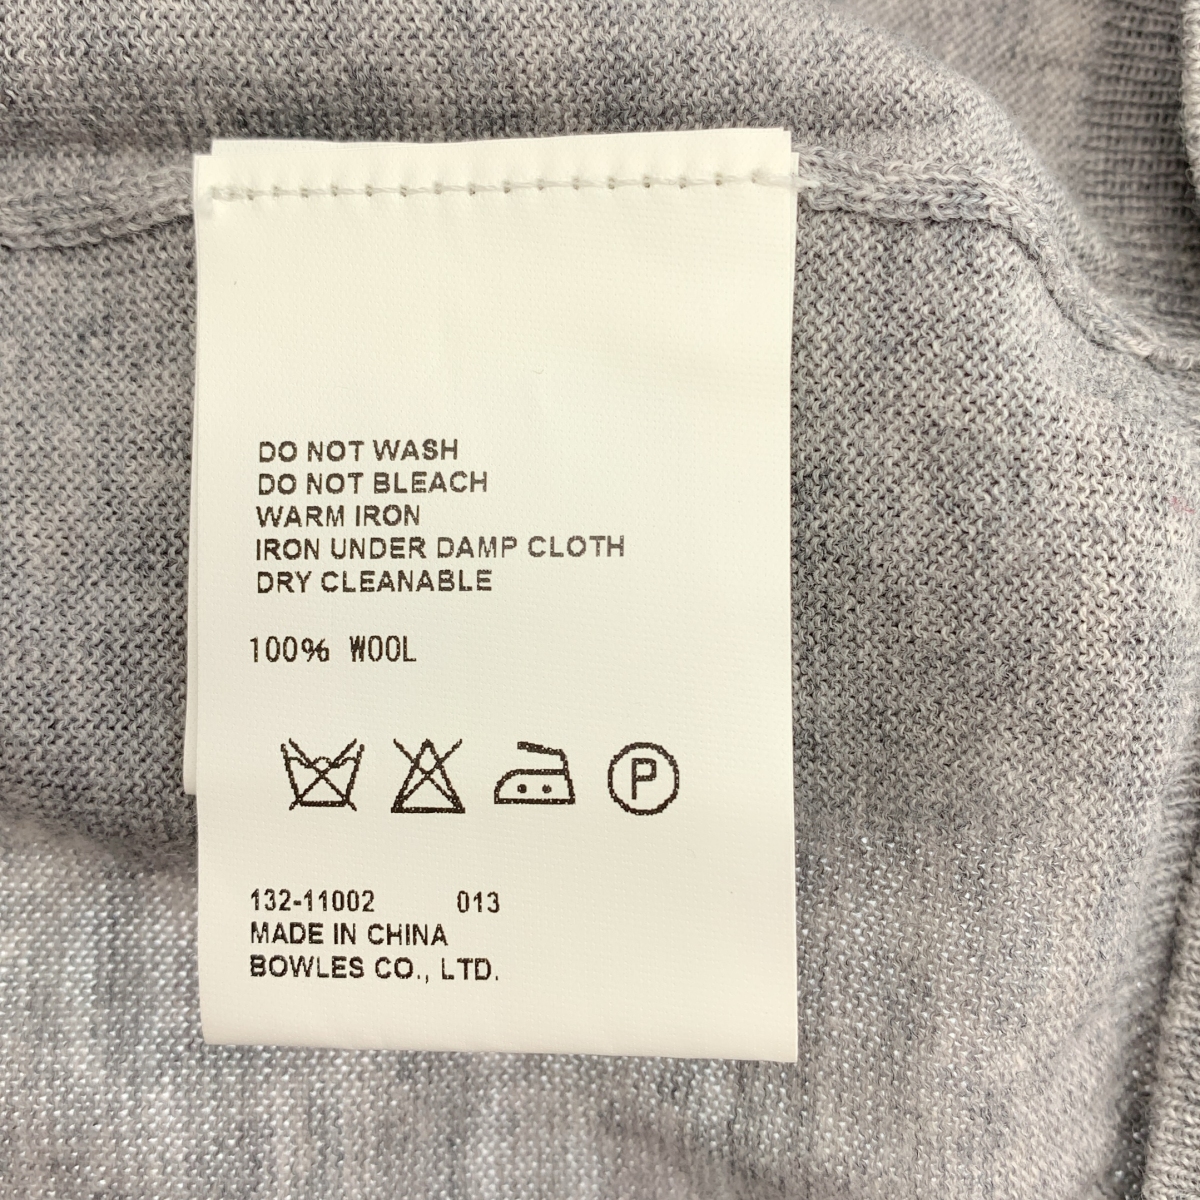 DO NOT WASH
DO NOT BLEACH
WARM IRON
IRON UNDER DAMP CLOTH
DRY CLEANABLE
100% WOOL
P
132-11002 013
MADE IN CHINA
BOWLES CO., LTD.